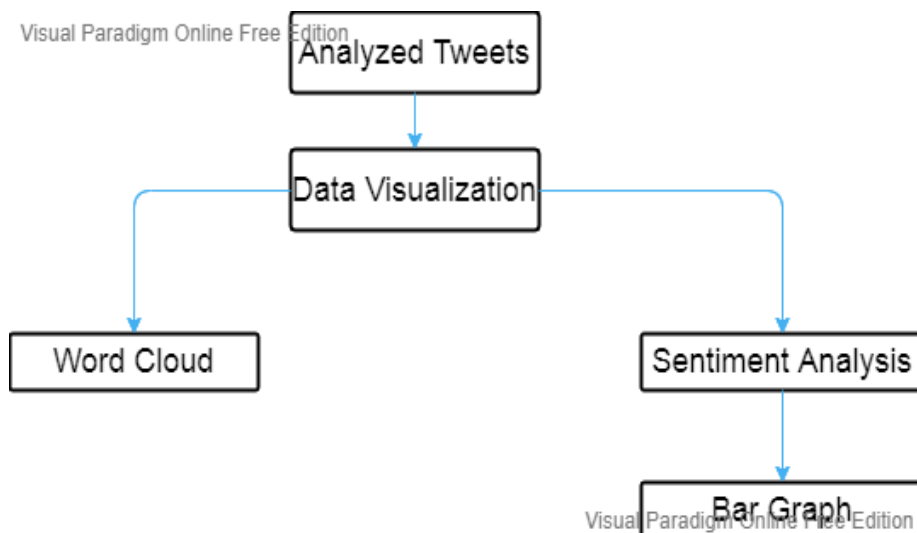 Visual Paradigm Online Free Edition
Analyzed Tweets
Data Visualization
Word Cloud
Sentiment Analysis
Bar Graph
Visual Paradigm Online Free Edition